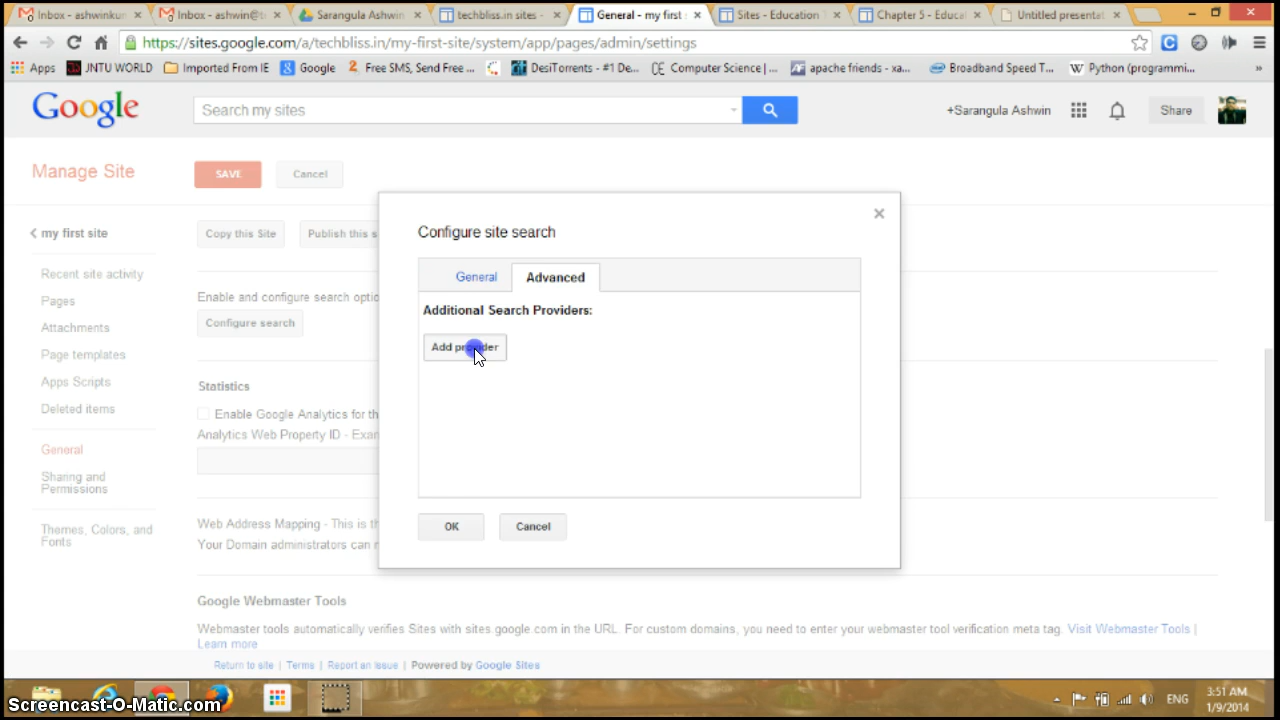 Inbox - ashwinkun
Inbox - ashwin@t
Sarangula Ashwin
techbliss.in sites -
General - my first
Sites - Education
Chapter 5 - Educa
Untitled presentat
https://sites.google.com/a/techbliss.in/my-first-site/system/app/pages/admin/settings
Apps
JNTU WORLD
Imported From IE
Google
Free SMS, Send Free ...
DesiTorrents - #1 De...
Computer Science | ...
apache friends - xa...
Broadband Speed T...
Python (programmi...
»
Google
Search my sites
+Sarangula Ashwin
Share
Manage Site
SAVE
Cancel
my first site
Copy this Site
Publish this s
Recent site activity
Pages
Attachments
Page templates
Apps Scripts
Deleted items
General
Sharing and
Permissions
Themes, Colors, and
Fonts
Enable and configure search optio
Configure search
Statistics
Enable Google Analytics for th
Analytics Web Property ID - Exam
Web Address Mapping - This is th
Your Domain administrators can
Configure site search
General
Advanced
Additional Search Providers:
Add provider
OK
Cancel
Google Webmaster Tools
Webmaster tools automatically verifies Sites with sites.google.com in the URL. For custom domains, you need to enter your webmaster tool verification meta tag. Visit Webmaster Tools |
Learn more
Return to site | Terms | Report an Issue | Powered by Google Sites
Screencast-O-Matic.com
ENG
3:51 AM
1/9/2014